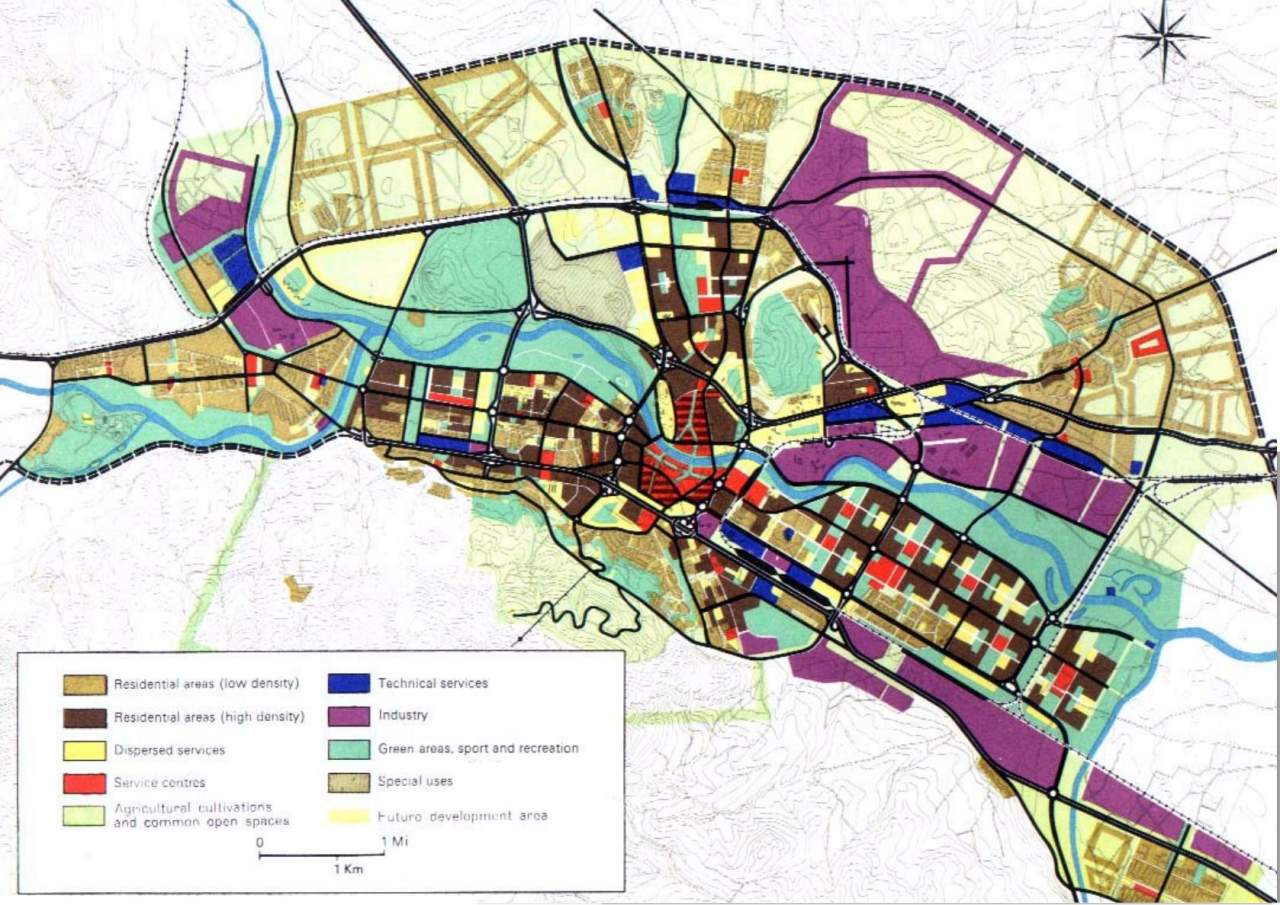 Residential areas (low density)
Residential areas (high density)
Dispersed services
Service centres
Agricultural cultivations
and common open spaces
Technical services
Industry
Green areas, sport and recreation
Special uses
Future development area
0 1 Mi
1 Km